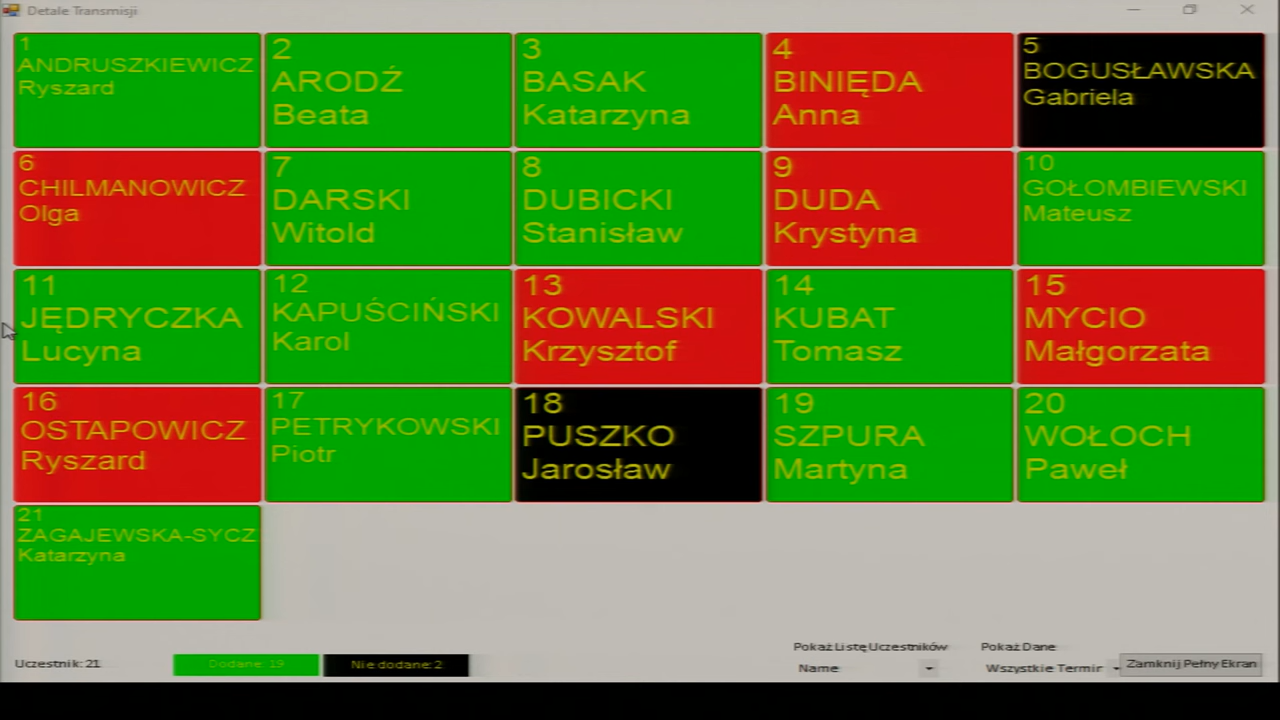 Detale Transmisji
1
ANDRUSZKIEWICZ
Ryszard
2
ARODŹ
Beata
3
BASAK
Katarzyna
4
BINIĘDA
Anna
5
BOGUSŁAWSKA
Gabriela
6
CHILMANOWICZ
Olga
7
DARSKI
Witold
8
DUBICKI
Stanisław
9
DUDA
Krystyna
10
GOŁOMBIEWSKI
Mateusz
11
JĘDRYCZKA
Lucyna
12
KAPUŚCIŃSKI
Karol
13
KOWALSKI
Krzysztof
14
KUBAT
Tomasz
15
MYCIO
Małgorzata
16
OSTAPOWICZ
Ryszard
17
PETRYKOWSKI
Piotr
18
PUSZKO
Jarosław
19
SZPURA
Martyna
20
WOŁOCH
Paweł
21
ZAGAJEWSKA-SYCZ
Katarzyna
Uczestnik: 21
Dodane: 19
Nie dodane: 2
Pokaż Listę Uczestników
Name
Pokaż Dane
Wszystkie Termir
Zamknij Pełny Ekran